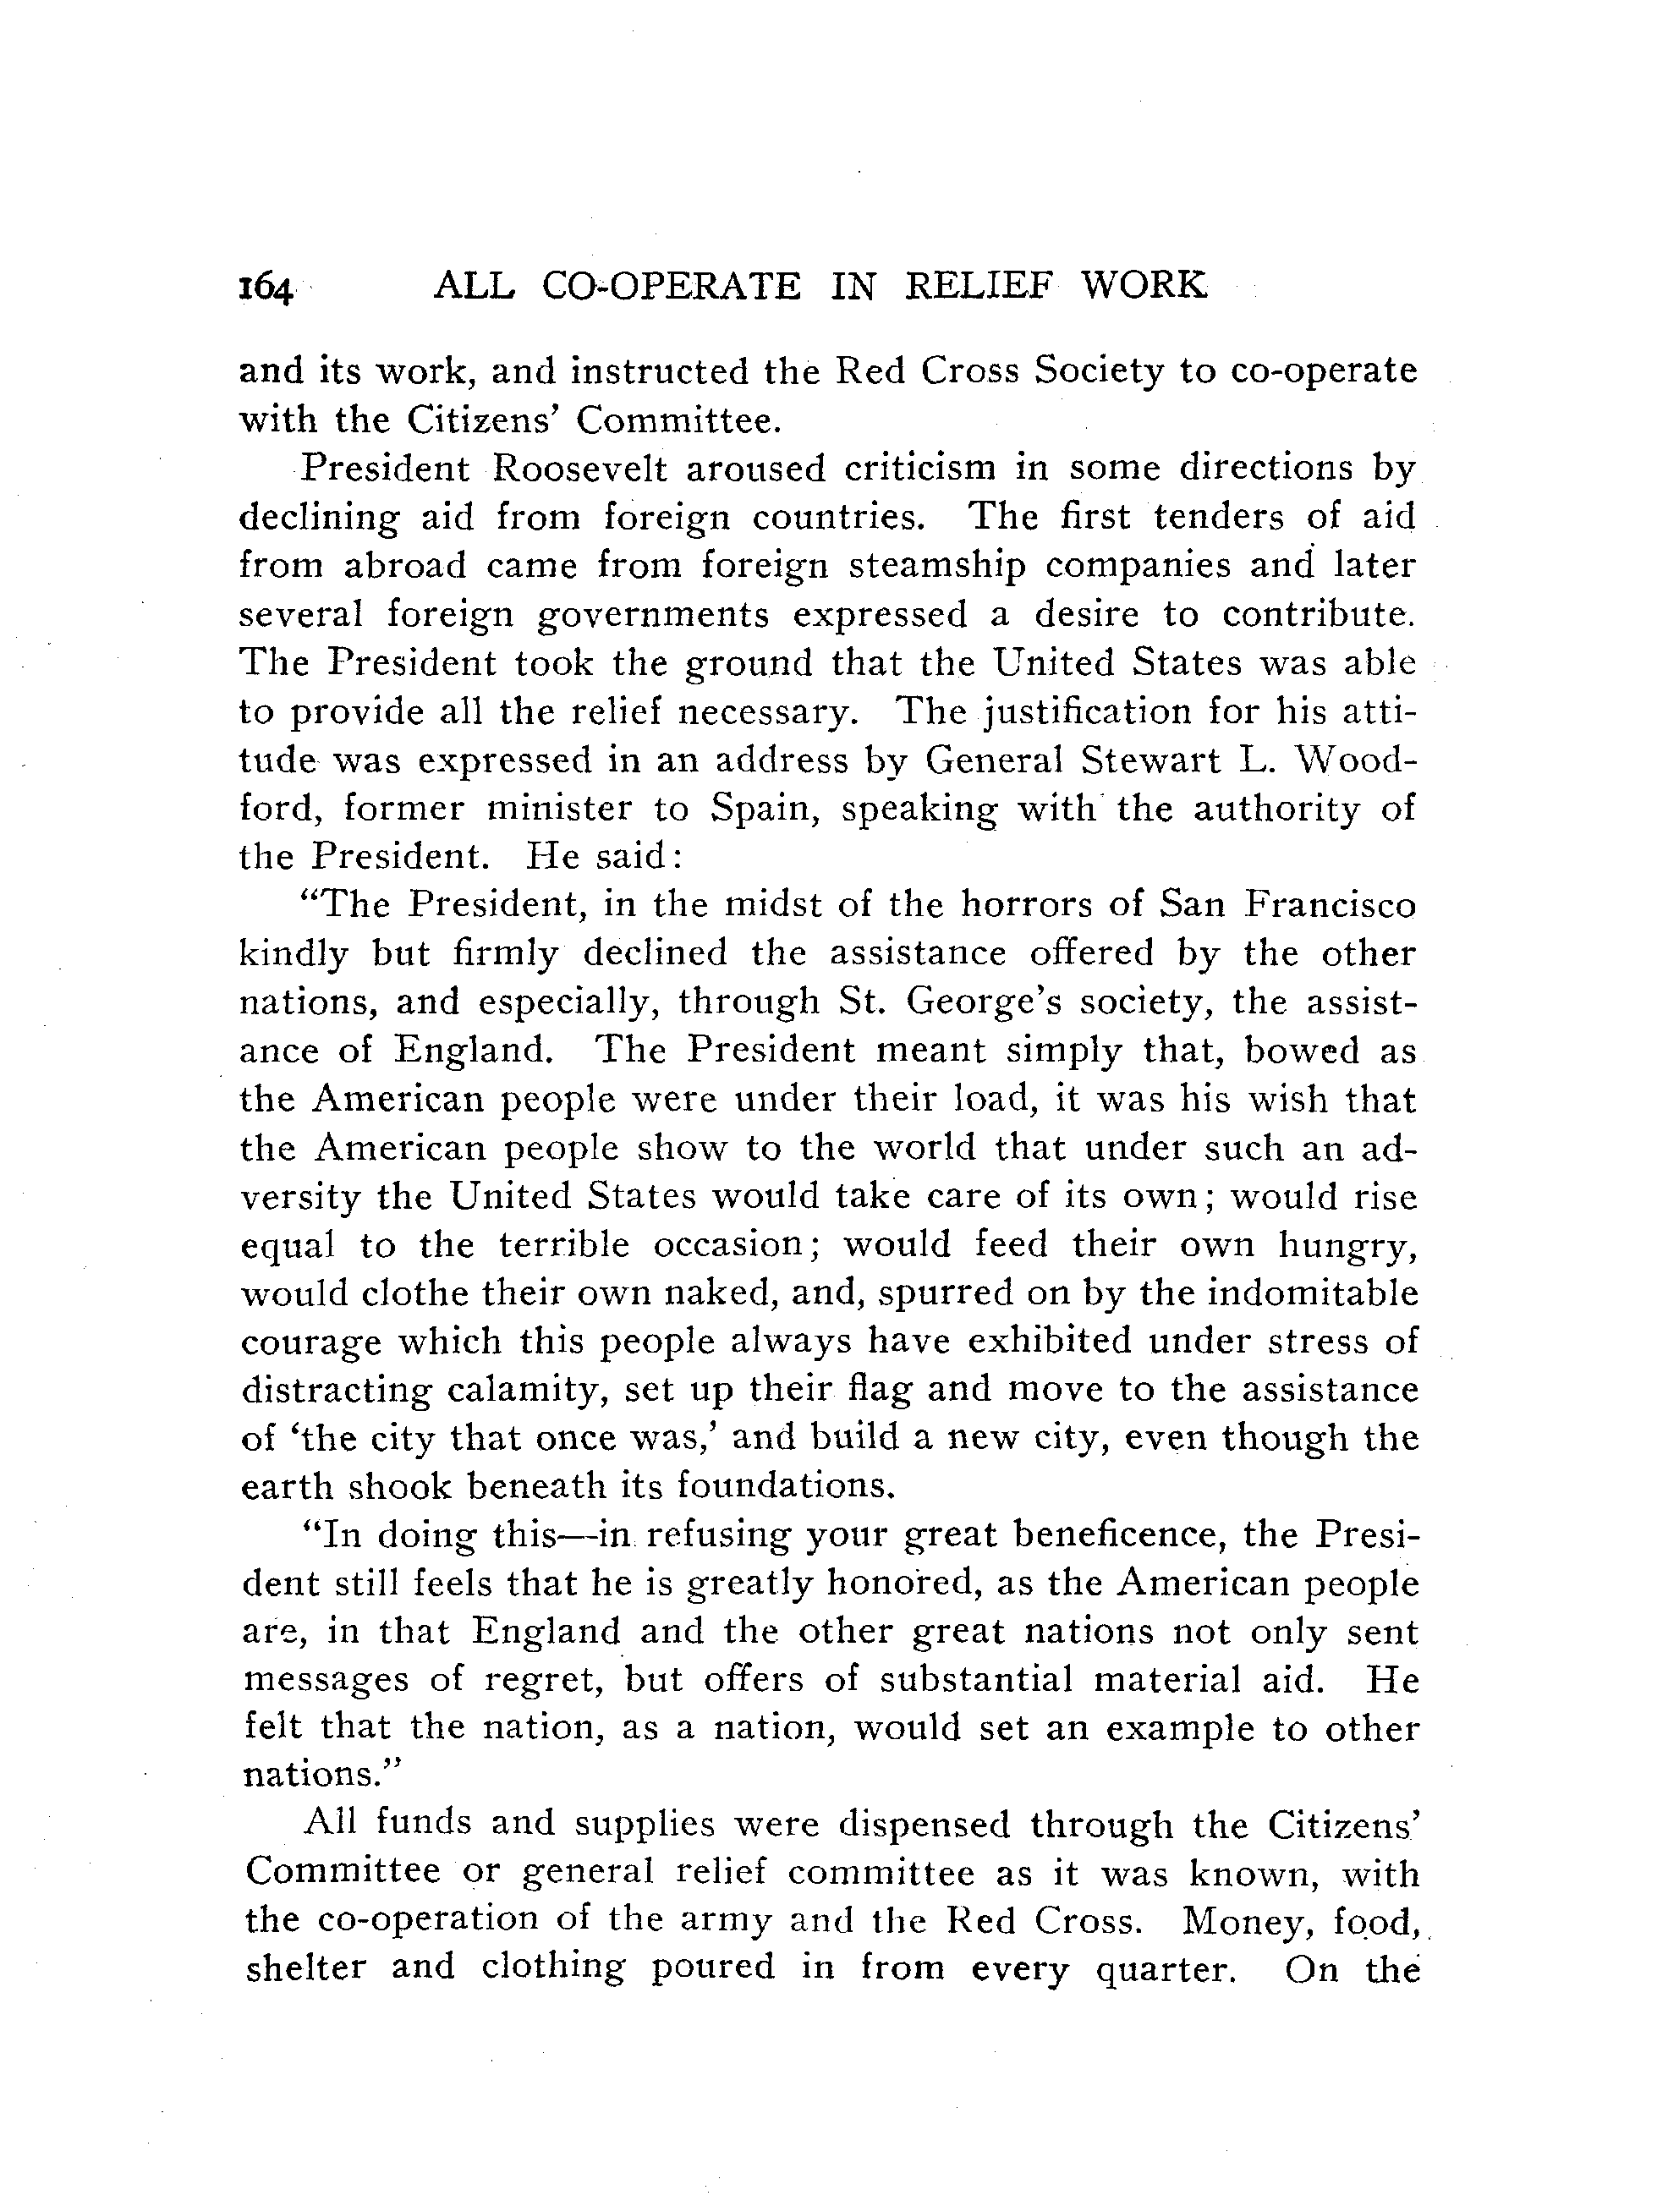 164 ALL CO-OPERATE IN RELIEF WORK
and its work, and instructed the Red Cross Society to co-operate
with the Citizens' Committee.
President Roosevelt aroused criticism in some directions by
declining aid from foreign countries. The first tenders of aid
from abroad came from foreign steamship companies and later
several foreign governments expressed a desire to contribute.
The President took the ground that the United States was able
to provide all the relief necessary. The justification for his atti-
tude was expressed in an address by General Stewart L. Wood-
ford, former minister to Spain, speaking with the authority of
the President. He said:
“The President, in the midst of the horrors of San Francisco
kindly but firmly declined the assistance offered by the other
nations, and especially, through St. George's society, the assist-
ance of England. The President meant simply that, bowed as
the American people were under their load, it was his wish that
the American people show to the world that under such an ad-
versity the United States would take care of its own; would rise
equal to the terrible occasion; would feed their own hungry,
would clothe their own naked, and, spurred on by the indomitable
courage which this people always have exhibited under stress of
distracting calamity, set up their flag and move to the assistance
of ‘the city that once was,’ and build a new city, even though the
earth shook beneath its foundations.
“In doing this—in refusing your great beneficence, the Presi-
dent still feels that he is greatly honored, as the American people
are, in that England and the other great nations not only sent
messages of regret, but offers of substantial material aid. He
felt that the nation, as a nation, would set an example to other
nations.”
All funds and supplies were dispensed through the Citizens'
Committee or general relief committee as it was known, with
the co-operation of the army and the Red Cross. Money, food,
shelter and clothing poured in from every quarter. On the